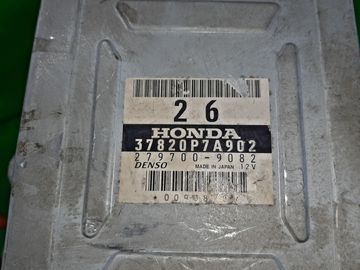 26
HONDA
37820P7A902
279700-9082
DENSO MADE IN JAPAN 12V